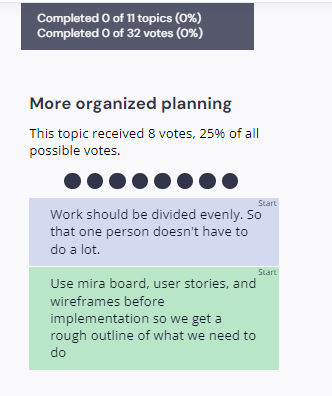 Completed 0 of 11 topics (0%)
Completed 0 of 32 votes (0%)
More organized planning
This topic received 8 votes, 25% of all
possible votes.
Start
Work should be divided evenly. So
that one person doesn't have to
do a lot.
Start
Use mira board, user stories, and
wireframes before
implementation so we get a
rough outline of what we need to
do